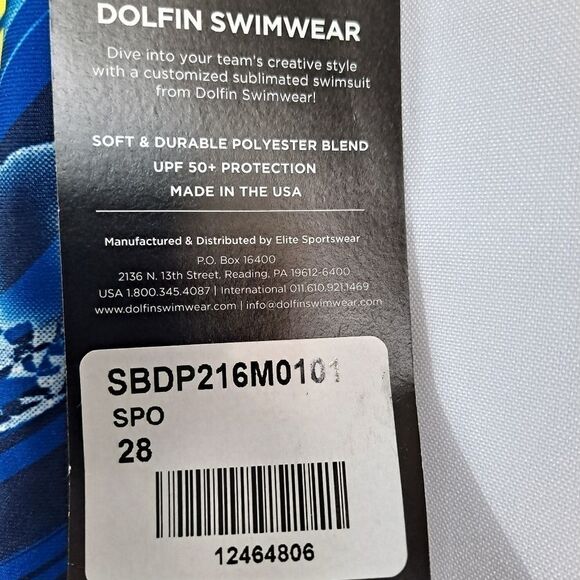 DOLFIN SWIMWEAR
Dive into your team's creative style
with a customized sublimated swimsuit
from Dolfin Swimwear!
SOFT & DURABLE POLYESTER BLEND
UPF 50+ PROTECTION
MADE IN THE USA
Manufactured & Distributed by Elite Sportswear
P.O. Box 16400
2136 N. 13th Street, Reading, PA 19612-6400
USA 1.800.345.4087 | International 011.610.921.1469
www.dolfinswimwear.com | info@dolfinswimwear.com
SBDP216M0101
SPO
28
12464806